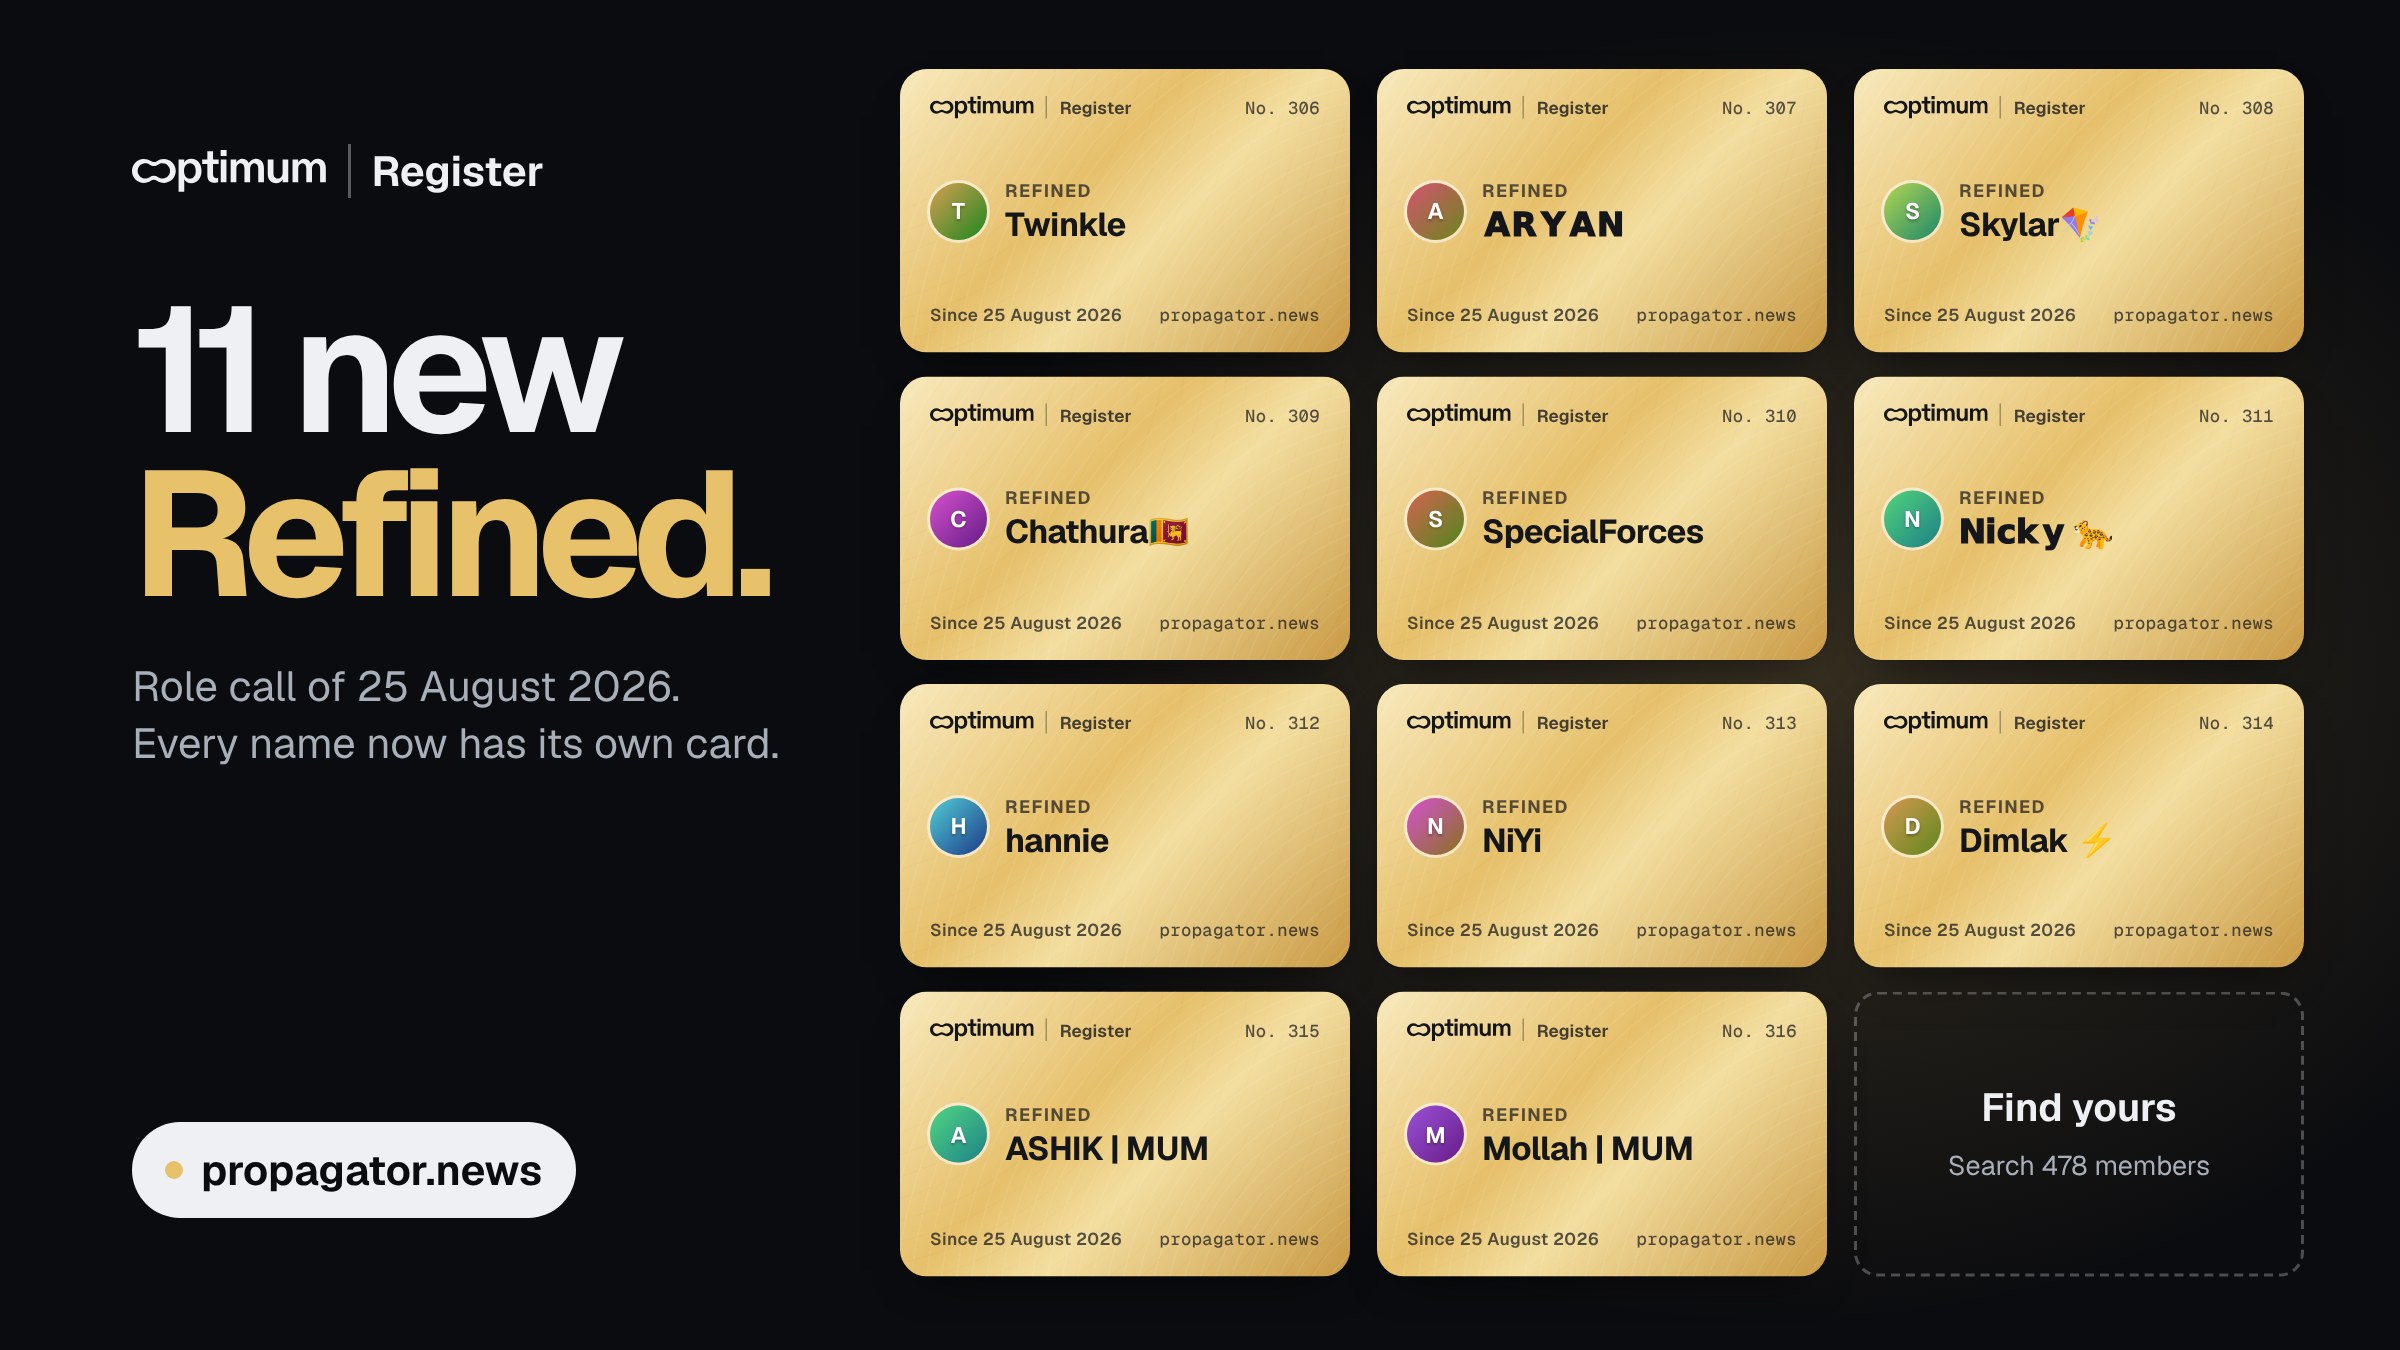 optimum | Register
11 new
Refined.
Role call of 25 August 2026.
Every name now has its own card.
propagator.news
optimum | Register No. 306
T
REFINED
Twinkle
Since 25 August 2026 propagator.news
optimum | Register No. 307
A
REFINED
ARYAN
Since 25 August 2026 propagator.news
optimum | Register No. 308
S
REFINED
Skylar🪁
Since 25 August 2026 propagator.news
optimum | Register No. 309
C
REFINED
Chathura🇱🇰
Since 25 August 2026 propagator.news
optimum | Register No. 310
S
REFINED
SpecialForces
Since 25 August 2026 propagator.news
optimum | Register No. 311
N
REFINED
Nicky 🐆
Since 25 August 2026 propagator.news
optimum | Register No. 312
H
REFINED
hannie
Since 25 August 2026 propagator.news
optimum | Register No. 313
N
REFINED
NiYi
Since 25 August 2026 propagator.news
optimum | Register No. 314
D
REFINED
Dimlak ⚡
Since 25 August 2026 propagator.news
optimum | Register No. 315
A
REFINED
ASHIK | MUM
Since 25 August 2026 propagator.news
optimum | Register No. 316
M
REFINED
Mollah | MUM
Since 25 August 2026 propagator.news
Find yours
Search 478 members